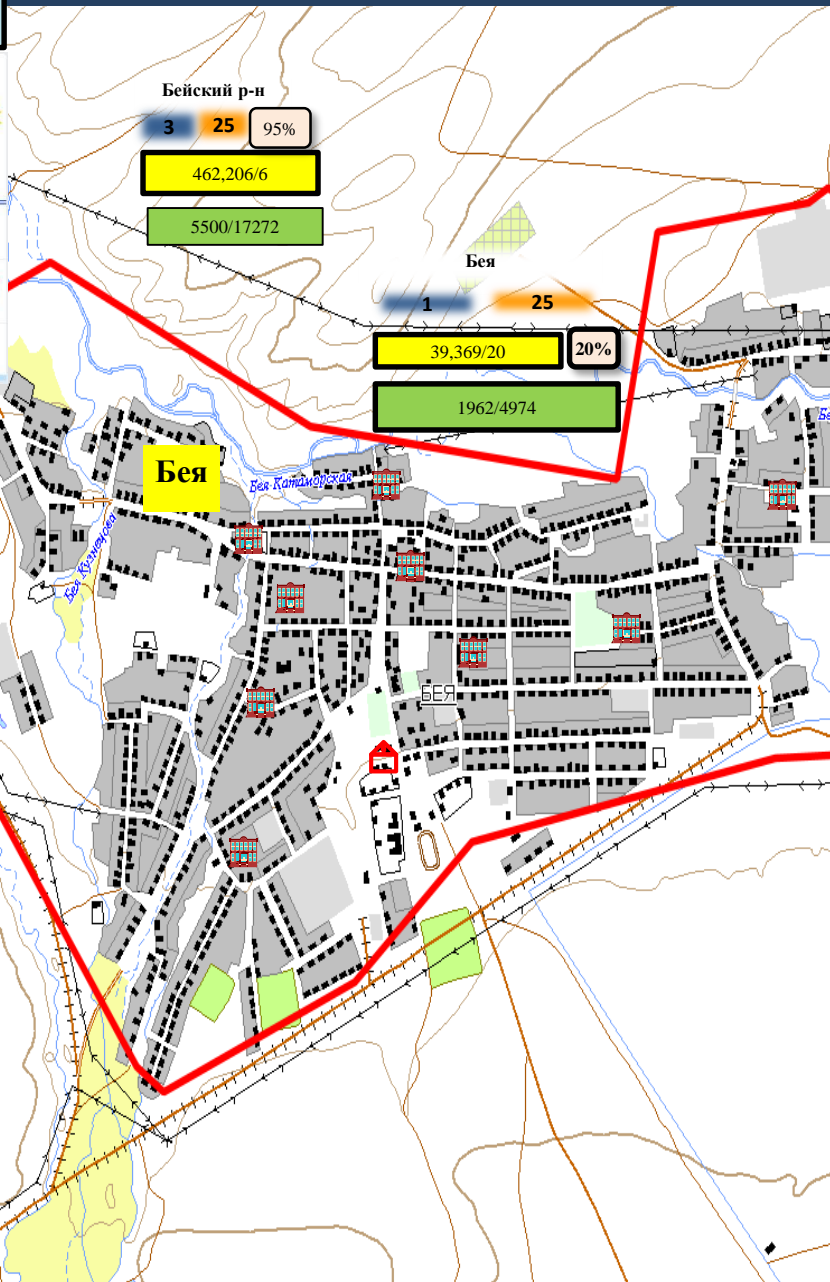 Бейский р-н
3 25 95%
462,206/6
5500/17272
Бея
1 25
39,369/20 20%
1962/4974
Бея
Бея Катаморская
Бея Кузнецова
БЕЯ